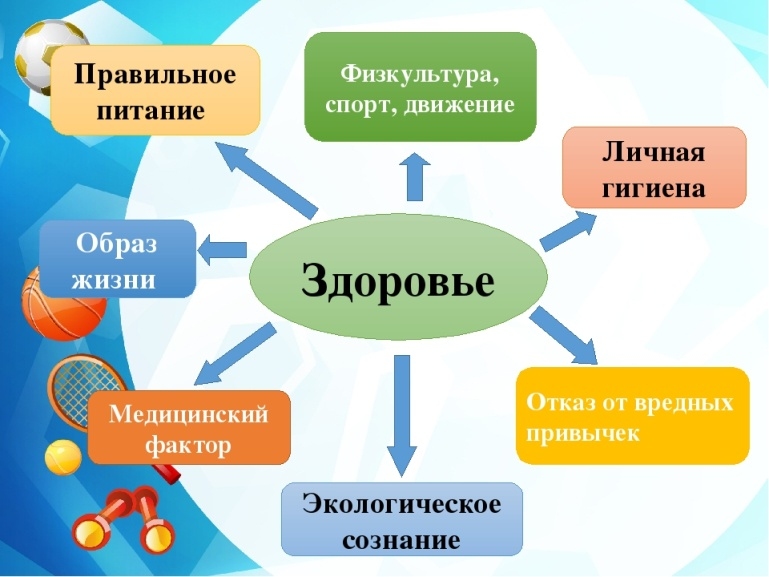 Правильное
питание
Физкультура,
спорт, движение
Личная
гигиена
Образ
жизни
Здоровье
Медицинский
фактор
Отказ от вредных
привычек
Экологическое
сознание